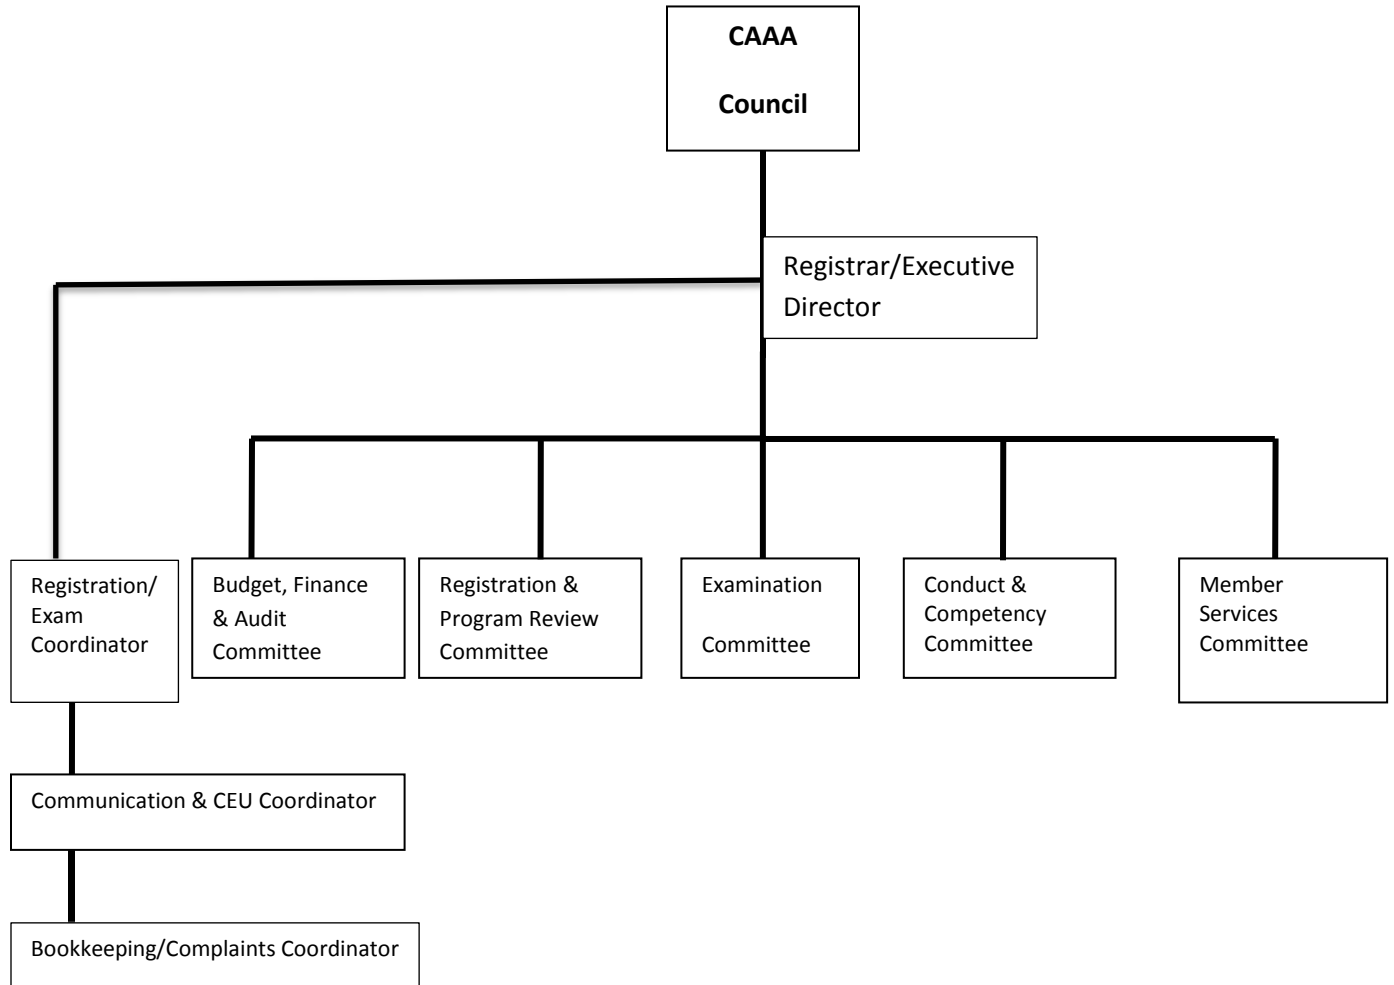 CAAA
Council
Registrar/Executive
Director
Registration/
Exam
Coordinator
Budget, Finance
& Audit
Committee
Registration &
Program Review
Committee
Examination
Committee
Conduct &
Competency
Committee
Member
Services
Committee
Communication & CEU Coordinator
Bookkeeping/Complaints Coordinator